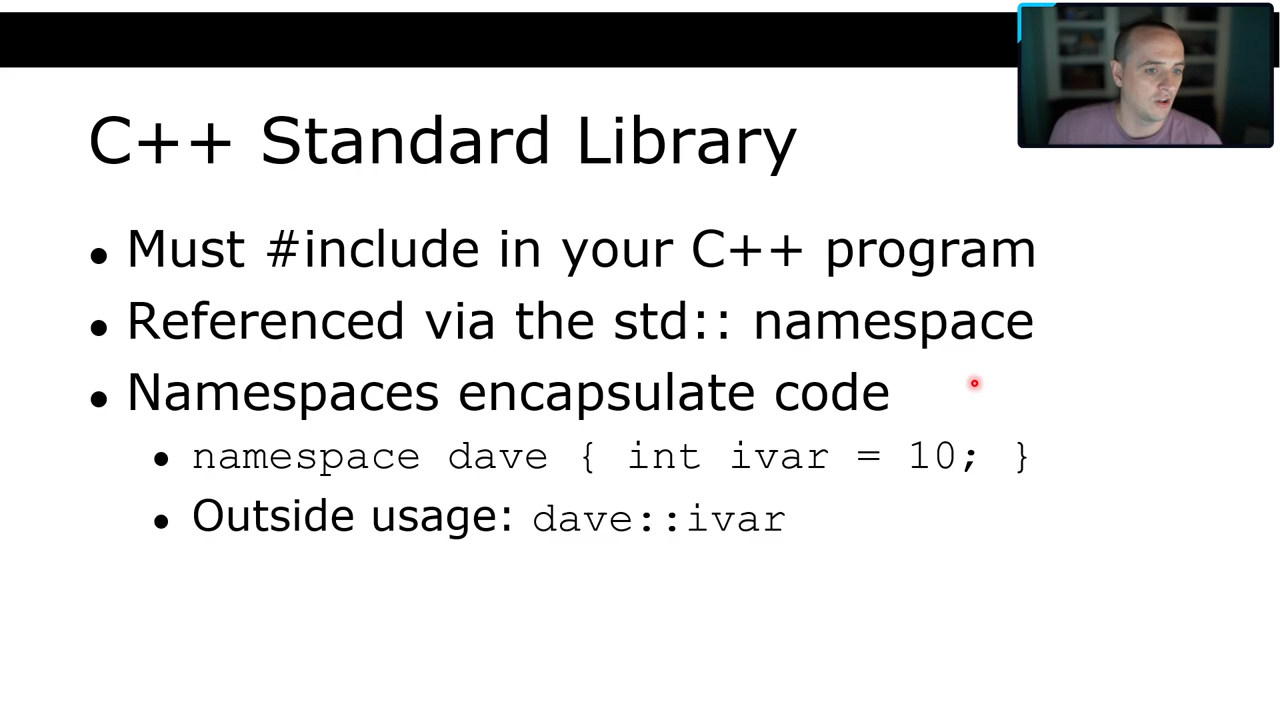 C++ Standard Library
• Must #include in your C++ program
• Referenced via the std:: namespace
• Namespaces encapsulate code
• namespace dave { int ivar = 10; }
• Outside usage: dave::ivar